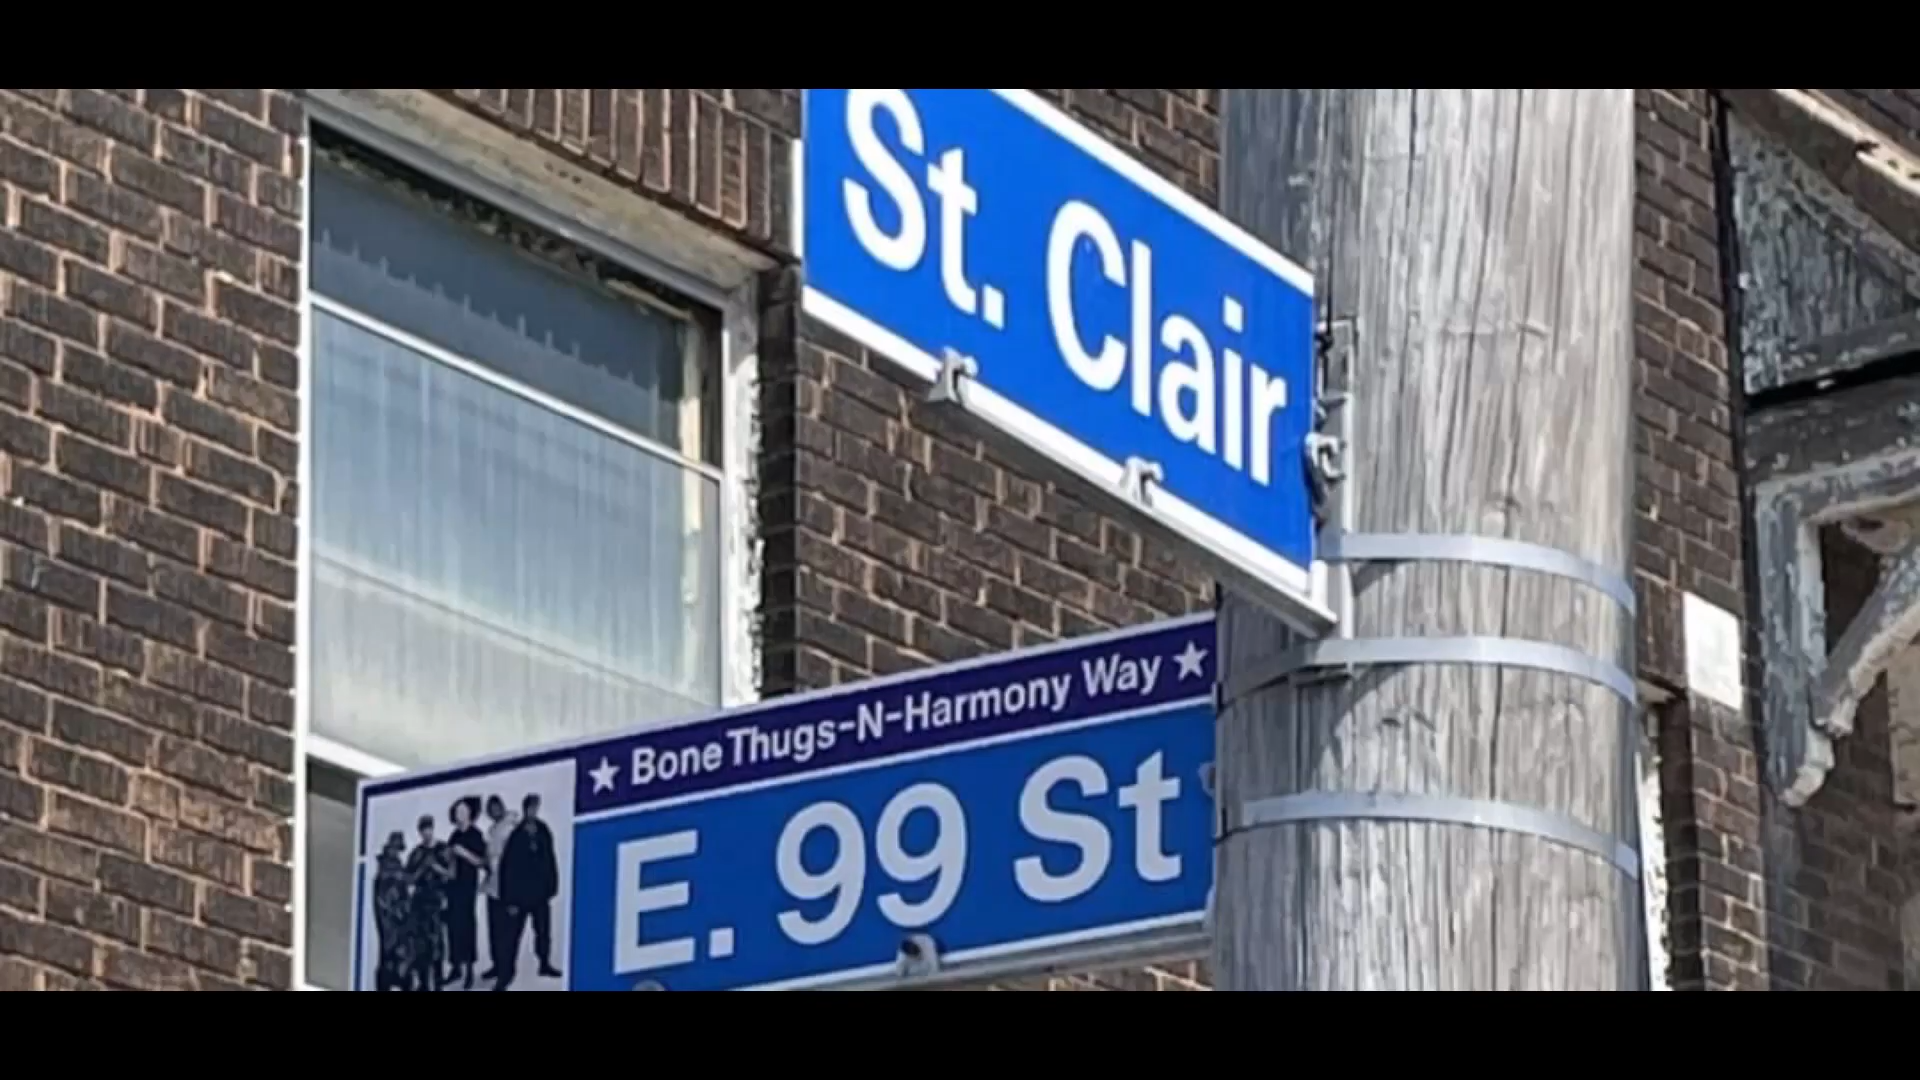 St. Clair
★ Bone Thugs-N-Harmony Way ★
E. 99 St